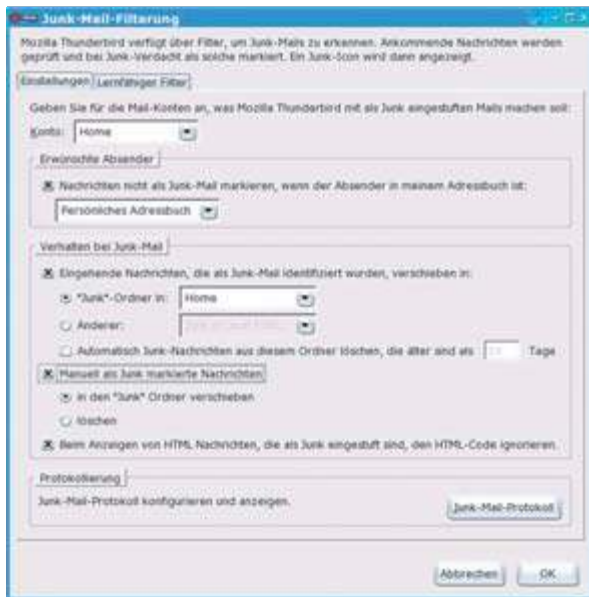 Junk-Mail-Filterung
Mozilla Thunderbird verfügt über Filter, um Junk-Mails zu erkennen. Ankommende Nachrichten werden
geprüft und bei Junk-Verdacht als solche markiert. Ein Junk-Icon wird dann angezeigt.
Einstellungen Lernfähiger Filter
Geben Sie für die Mail-Konten an, was Mozilla Thunderbird mit als Junk eingestuften Mails machen soll:
Konto: Home
Erwünschte Absender
Nachrichten nicht als Junk-Mail markieren, wenn der Absender in meinem Adressbuch ist:
Persönliches Adressbuch
Verhalten bei Junk-Mail
Eingehende Nachrichten, die als Junk-Mail identifiziert wurden, verschieben in:
"Junk"-Ordner in: Home
Anderer:
Automatisch Junk-Nachrichten aus diesem Ordner löschen, die älter sind als Tage
Manuell als Junk markierte Nachrichten
in den "Junk" Ordner verschieben
löschen
Beim Anzeigen von HTML Nachrichten, die als Junk eingestuft sind, den HTML-Code ignorieren.
Protokollierung
Junk-Mail-Protokoll konfigurieren und anzeigen.
Junk-Mail-Protokoll
Abbrechen OK